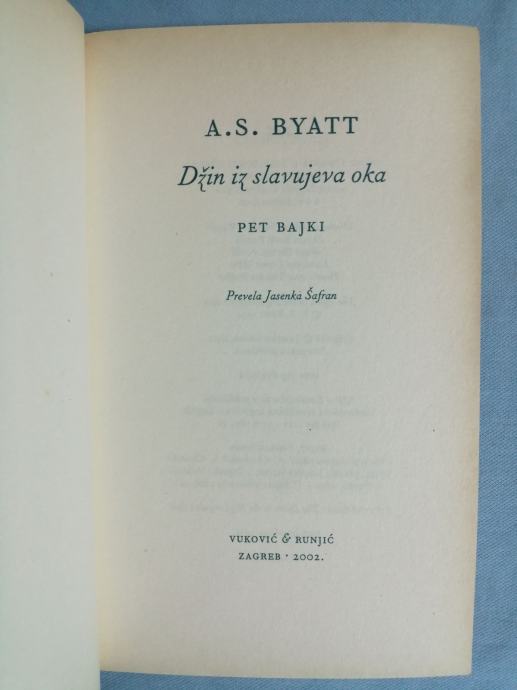 A.S. BYATT
Džin iz slavujeva oka
PET BAJKI
Prevela Jasenka Šafran
VUKOVIĆ & RUNJIĆ
ZAGREB · 2002.